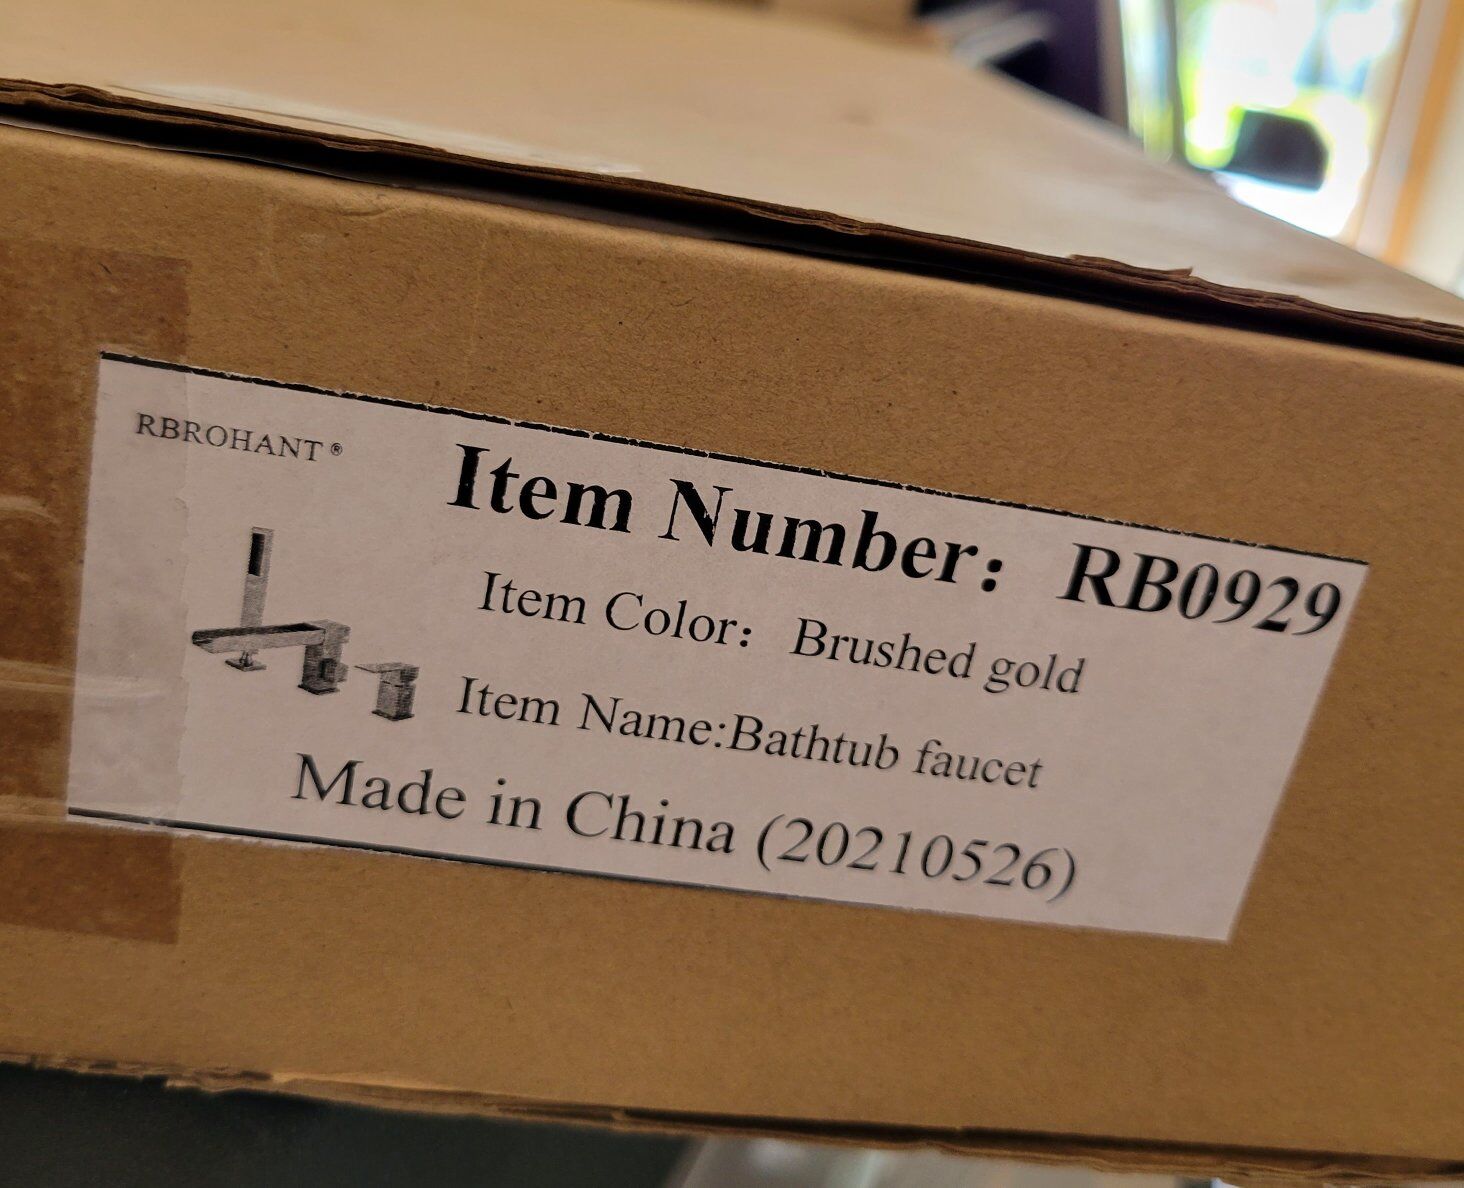 RBROHANT®
Item Number： RB0929
Item Color： Brushed gold
Item Name:Bathtub faucet
Made in China (20210526)